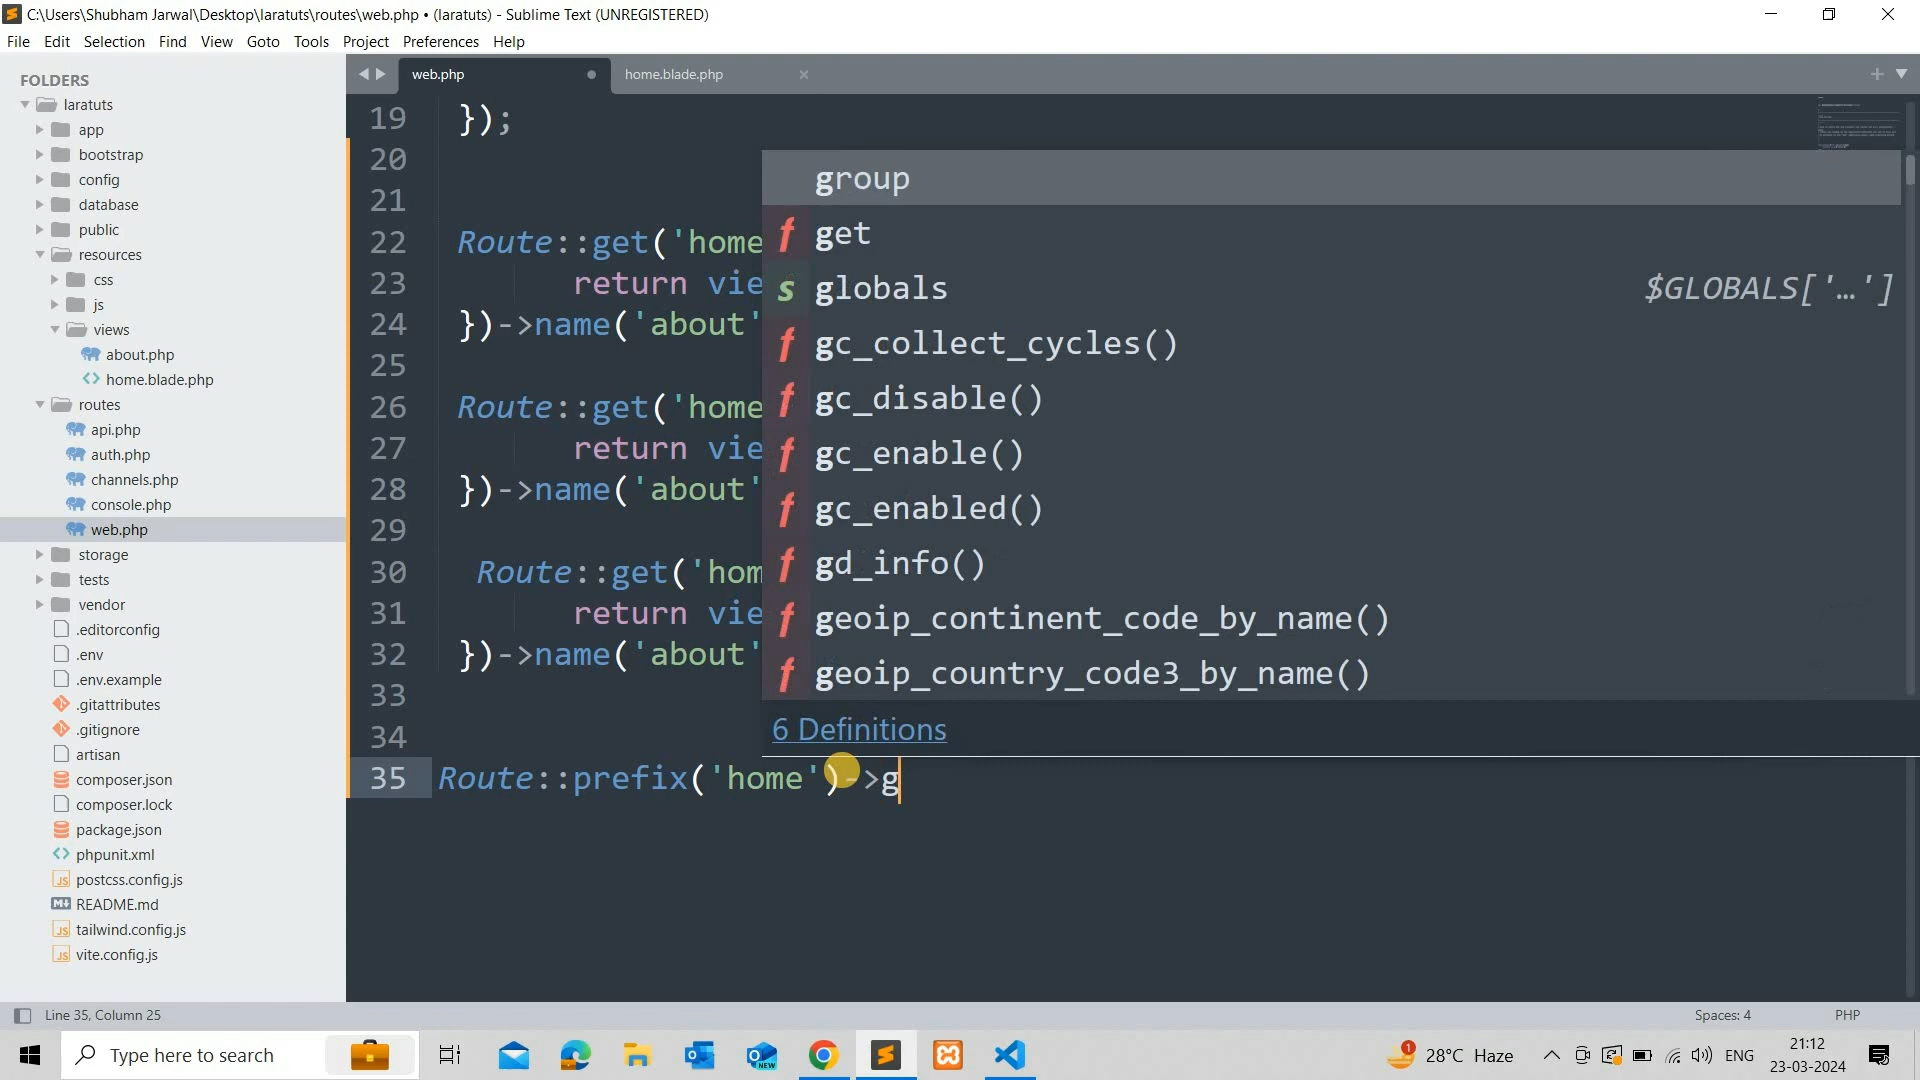 C:\Users\Shubham Jarwal\Desktop\laratuts\routes\web.php • (laratuts) - Sublime Text (UNREGISTERED)
File Edit Selection Find View Goto Tools Project Preferences Help
FOLDERS
laratuts
app
bootstrap
config
database
public
resources
css
js
views
about.php
home.blade.php
routes
api.php
auth.php
channels.php
console.php
web.php
storage
tests
vendor
.editorconfig
.env
.env.example
.gitattributes
.gitignore
artisan
composer.json
composer.lock
package.json
phpunit.xml
postcss.config.js
README.md
tailwind.config.js
vite.config.js
web.php
home.blade.php
19 });
20
21
22 Route::get('home
23 return vie
24 })->name('about'
25
26 Route::get('home
27 return vie
28 })->name('about'
29
30 Route::get('hom
31 return vie
32 })->name('about'
33
34
35 Route::prefix('home')->g
group
f get
s globals $GLOBALS['…']
f gc_collect_cycles()
f gc_disable()
f gc_enable()
f gc_enabled()
f gd_info()
f geoip_continent_code_by_name()
f geoip_country_code3_by_name()
6 Definitions
Line 35, Column 25
Spaces: 4
PHP
Type here to search
NEW
1
28°C Haze
ENG
21:12
23-03-2024